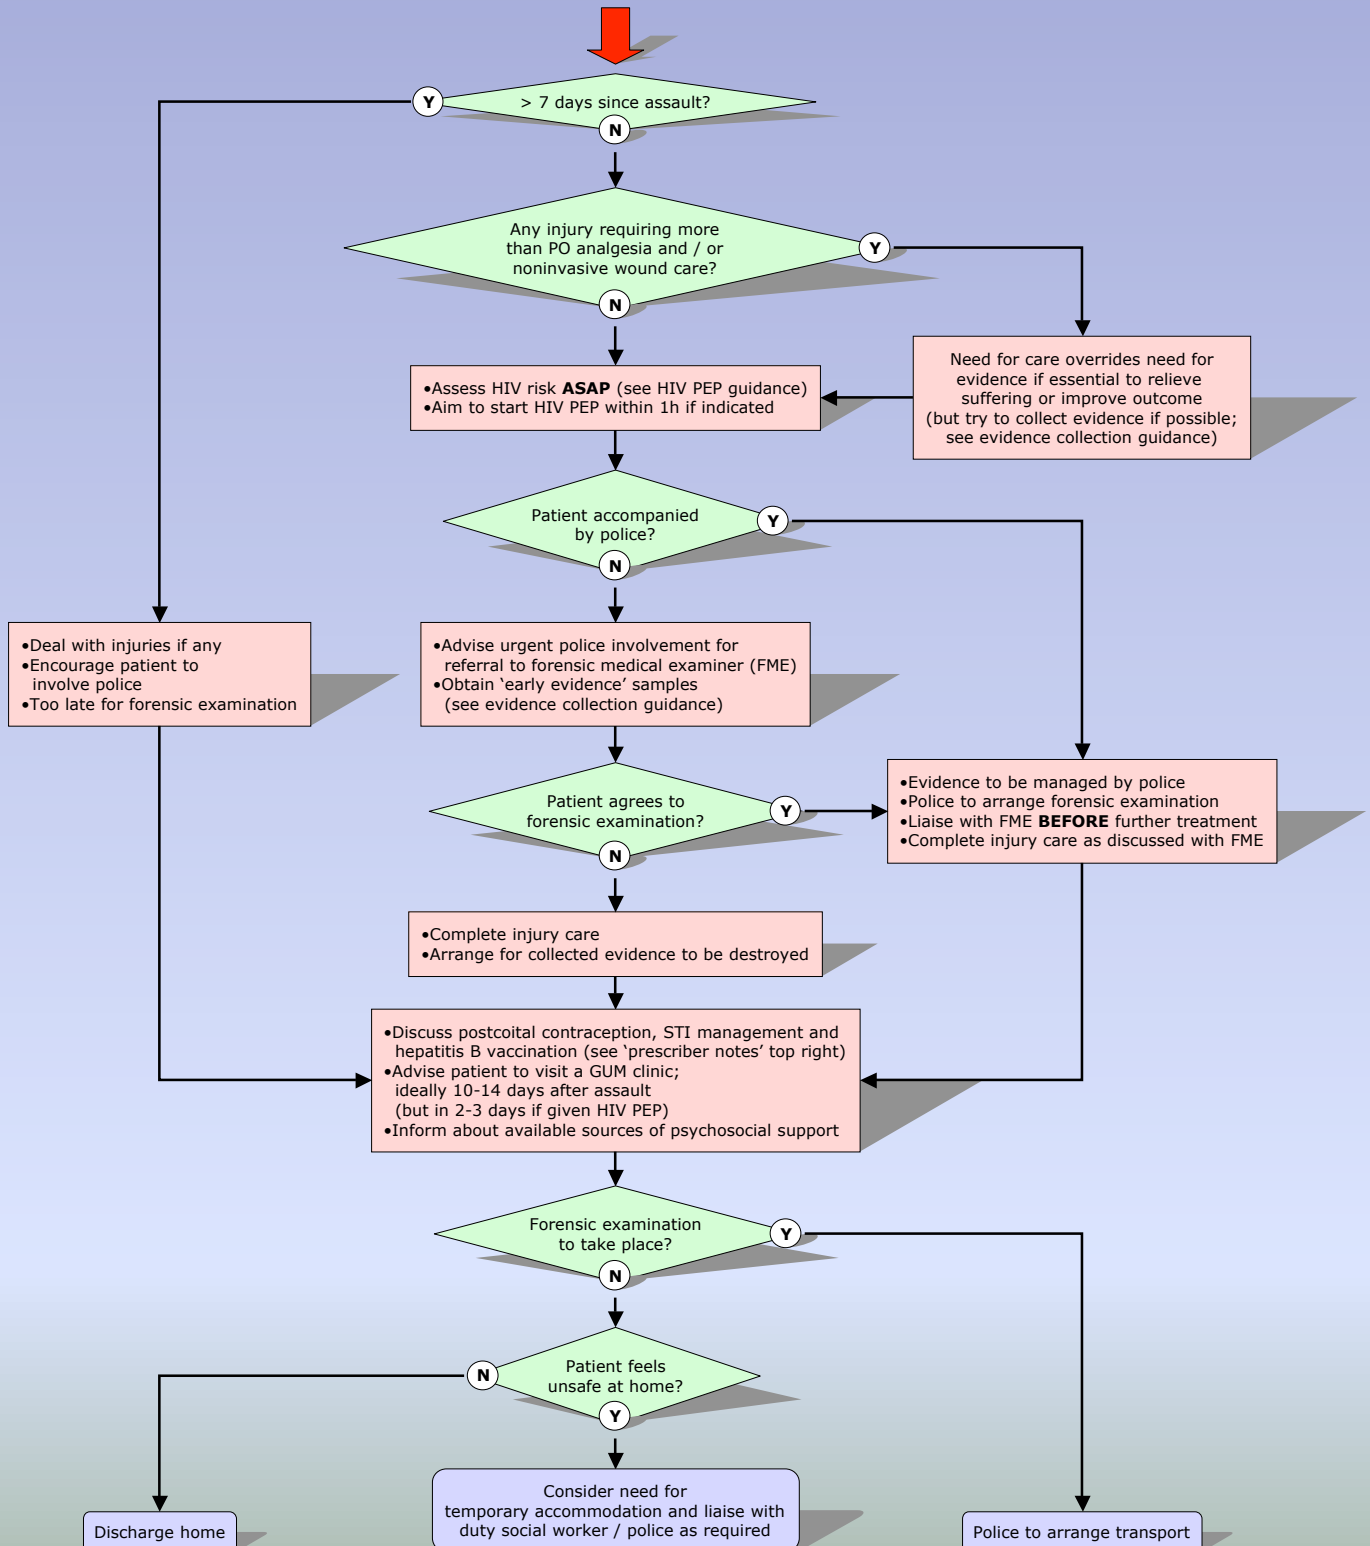 > 7 days since assault?
Y
N
Any injury requiring more
than PO analgesia and / or
noninvasive wound care?
Y
N
Need for care overrides need for
evidence if essential to relieve
suffering or improve outcome
(but try to collect evidence if possible;
see evidence collection guidance)
•Assess HIV risk ASAP (see HIV PEP guidance)
•Aim to start HIV PEP within 1h if indicated
Patient accompanied
by police?
Y
N
•Deal with injuries if any
•Encourage patient to
involve police
•Too late for forensic examination
•Advise urgent police involvement for
referral to forensic medical examiner (FME)
•Obtain ‘early evidence’ samples
(see evidence collection guidance)
Patient agrees to
forensic examination?
Y
N
•Evidence to be managed by police
•Police to arrange forensic examination
•Liaise with FME BEFORE further treatment
•Complete injury care as discussed with FME
•Complete injury care
•Arrange for collected evidence to be destroyed
•Discuss postcoital contraception, STI management and
hepatitis B vaccination (see ‘prescriber notes’ top right)
•Advise patient to visit a GUM clinic;
ideally 10-14 days after assault
(but in 2-3 days if given HIV PEP)
•Inform about available sources of psychosocial support
Forensic examination
to take place?
Y
N
Patient feels
unsafe at home?
N
Y
Discharge home
Consider need for
temporary accommodation and liaise with
duty social worker / police as required
Police to arrange transport